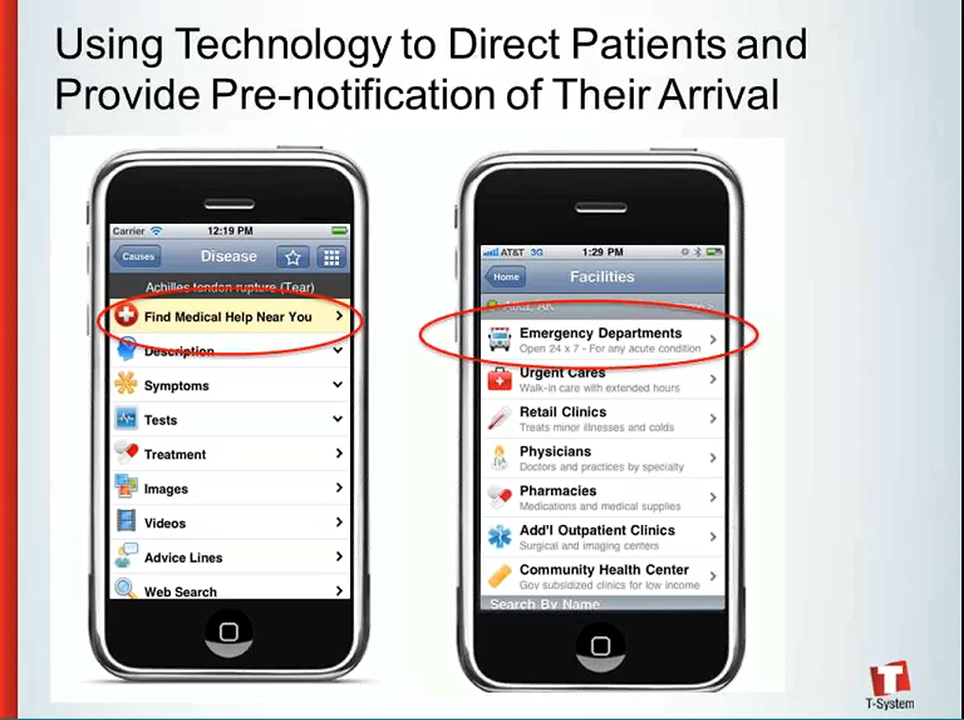 Using Technology to Direct Patients and
Provide Pre-notification of Their Arrival
Carrier 12:19 PM
Causes Disease
Achilles tendon rupture (Tear)
Find Medical Help Near You
Description
Symptoms
Tests
Treatment
Images
Videos
Advice Lines
Web Search
AT&T 3G 1:29 PM
Home Facilities
AK
Emergency Departments
Open 24 x 7 - For any acute condition
Urgent Cares
Walk-in care with extended hours
Retail Clinics
Treats minor illnesses and colds
Physicians
Doctors and practices by specialty
Pharmacies
Medications and medical supplies
Add'l Outpatient Clinics
Surgical and imaging centers
Community Health Center
Gov subsidized clinics for low income
Search By Name
T
T-System